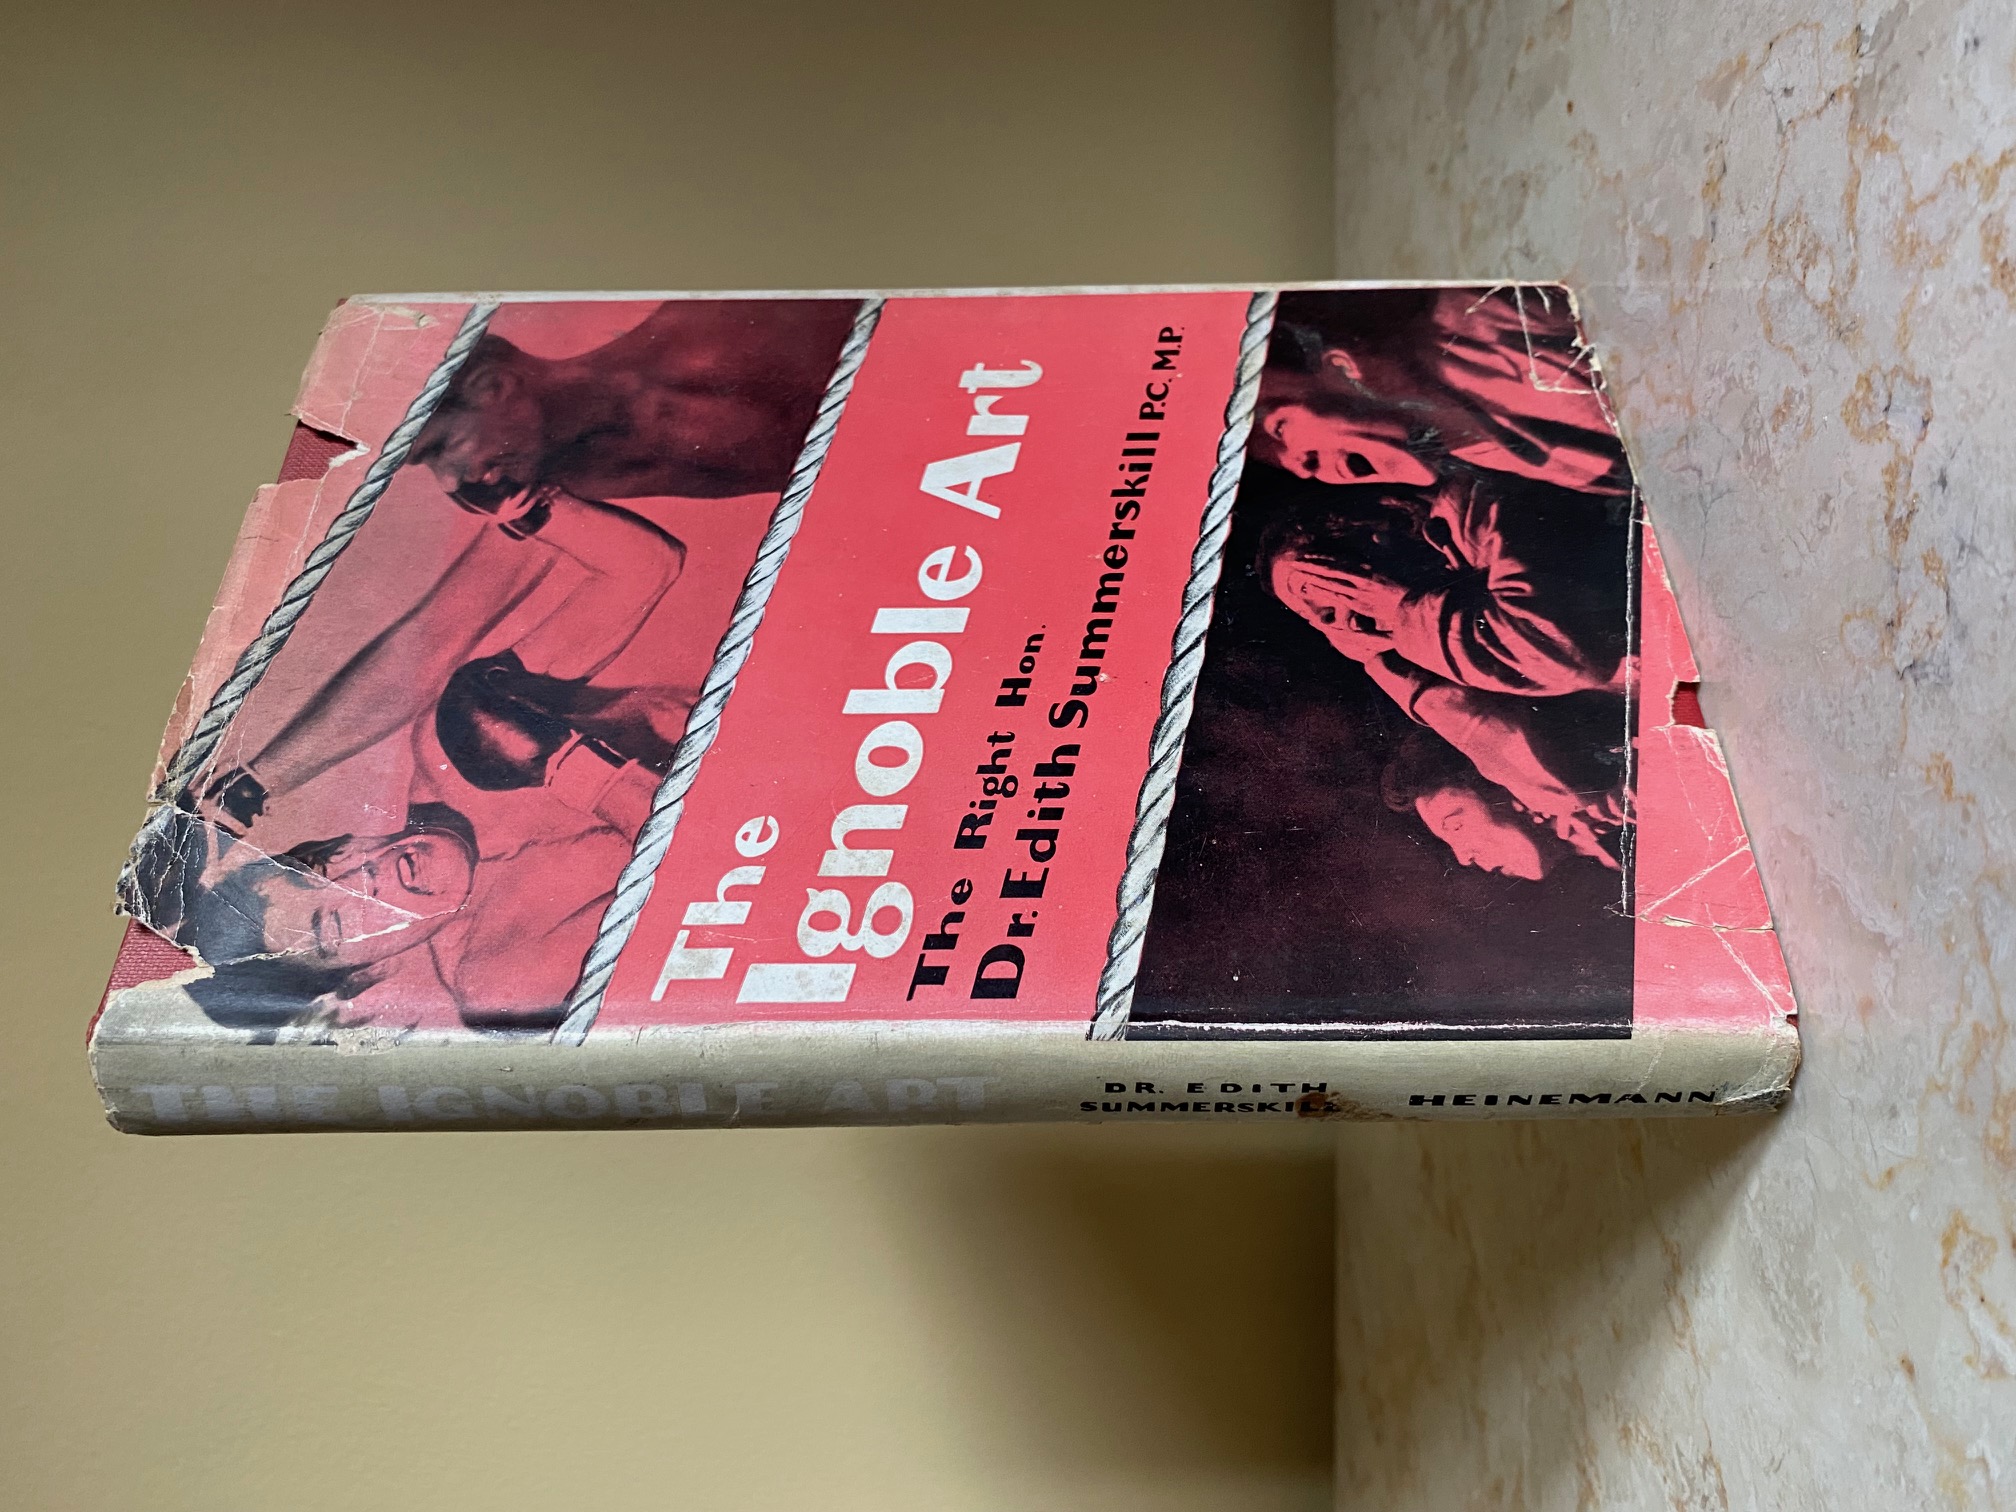 The
Ignoble Art
The Right Hon.
Dr. Edith Summerskill P.C. M.P.
THE IGNOBLE ART
DR. EDITH
SUMMERSKILL
HEINEMANN